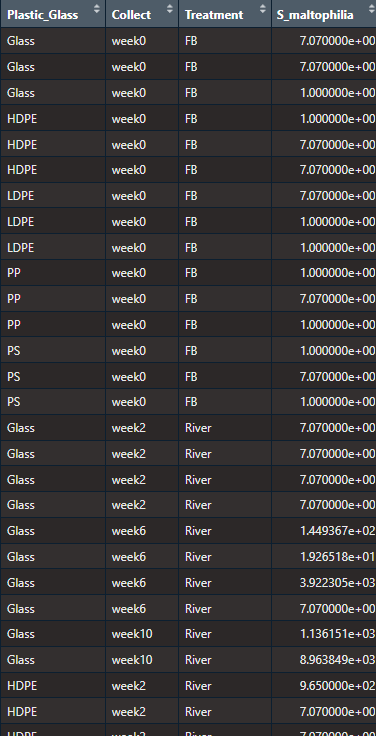 Plastic_Glass Collect Treatment S_maltophilia
Glass week0 FB 7.070000e+00
Glass week0 FB 7.070000e+00
Glass week0 FB 1.000000e+00
HDPE week0 FB 1.000000e+00
HDPE week0 FB 7.070000e+00
HDPE week0 FB 7.070000e+00
LDPE week0 FB 7.070000e+00
LDPE week0 FB 1.000000e+00
LDPE week0 FB 1.000000e+00
PP week0 FB 1.000000e+00
PP week0 FB 7.070000e+00
PP week0 FB 1.000000e+00
PS week0 FB 1.000000e+00
PS week0 FB 7.070000e+00
PS week0 FB 1.000000e+00
Glass week2 River 7.070000e+00
Glass week2 River 7.070000e+00
Glass week2 River 7.070000e+00
Glass week2 River 7.070000e+00
Glass week6 River 1.449367e+02
Glass week6 River 1.926518e+01
Glass week6 River 3.922305e+03
Glass week6 River 7.070000e+00
Glass week10 River 1.136151e+03
Glass week10 River 8.963849e+03
HDPE week2 River 9.650000e+02
HDPE week2 River 7.070000e+00